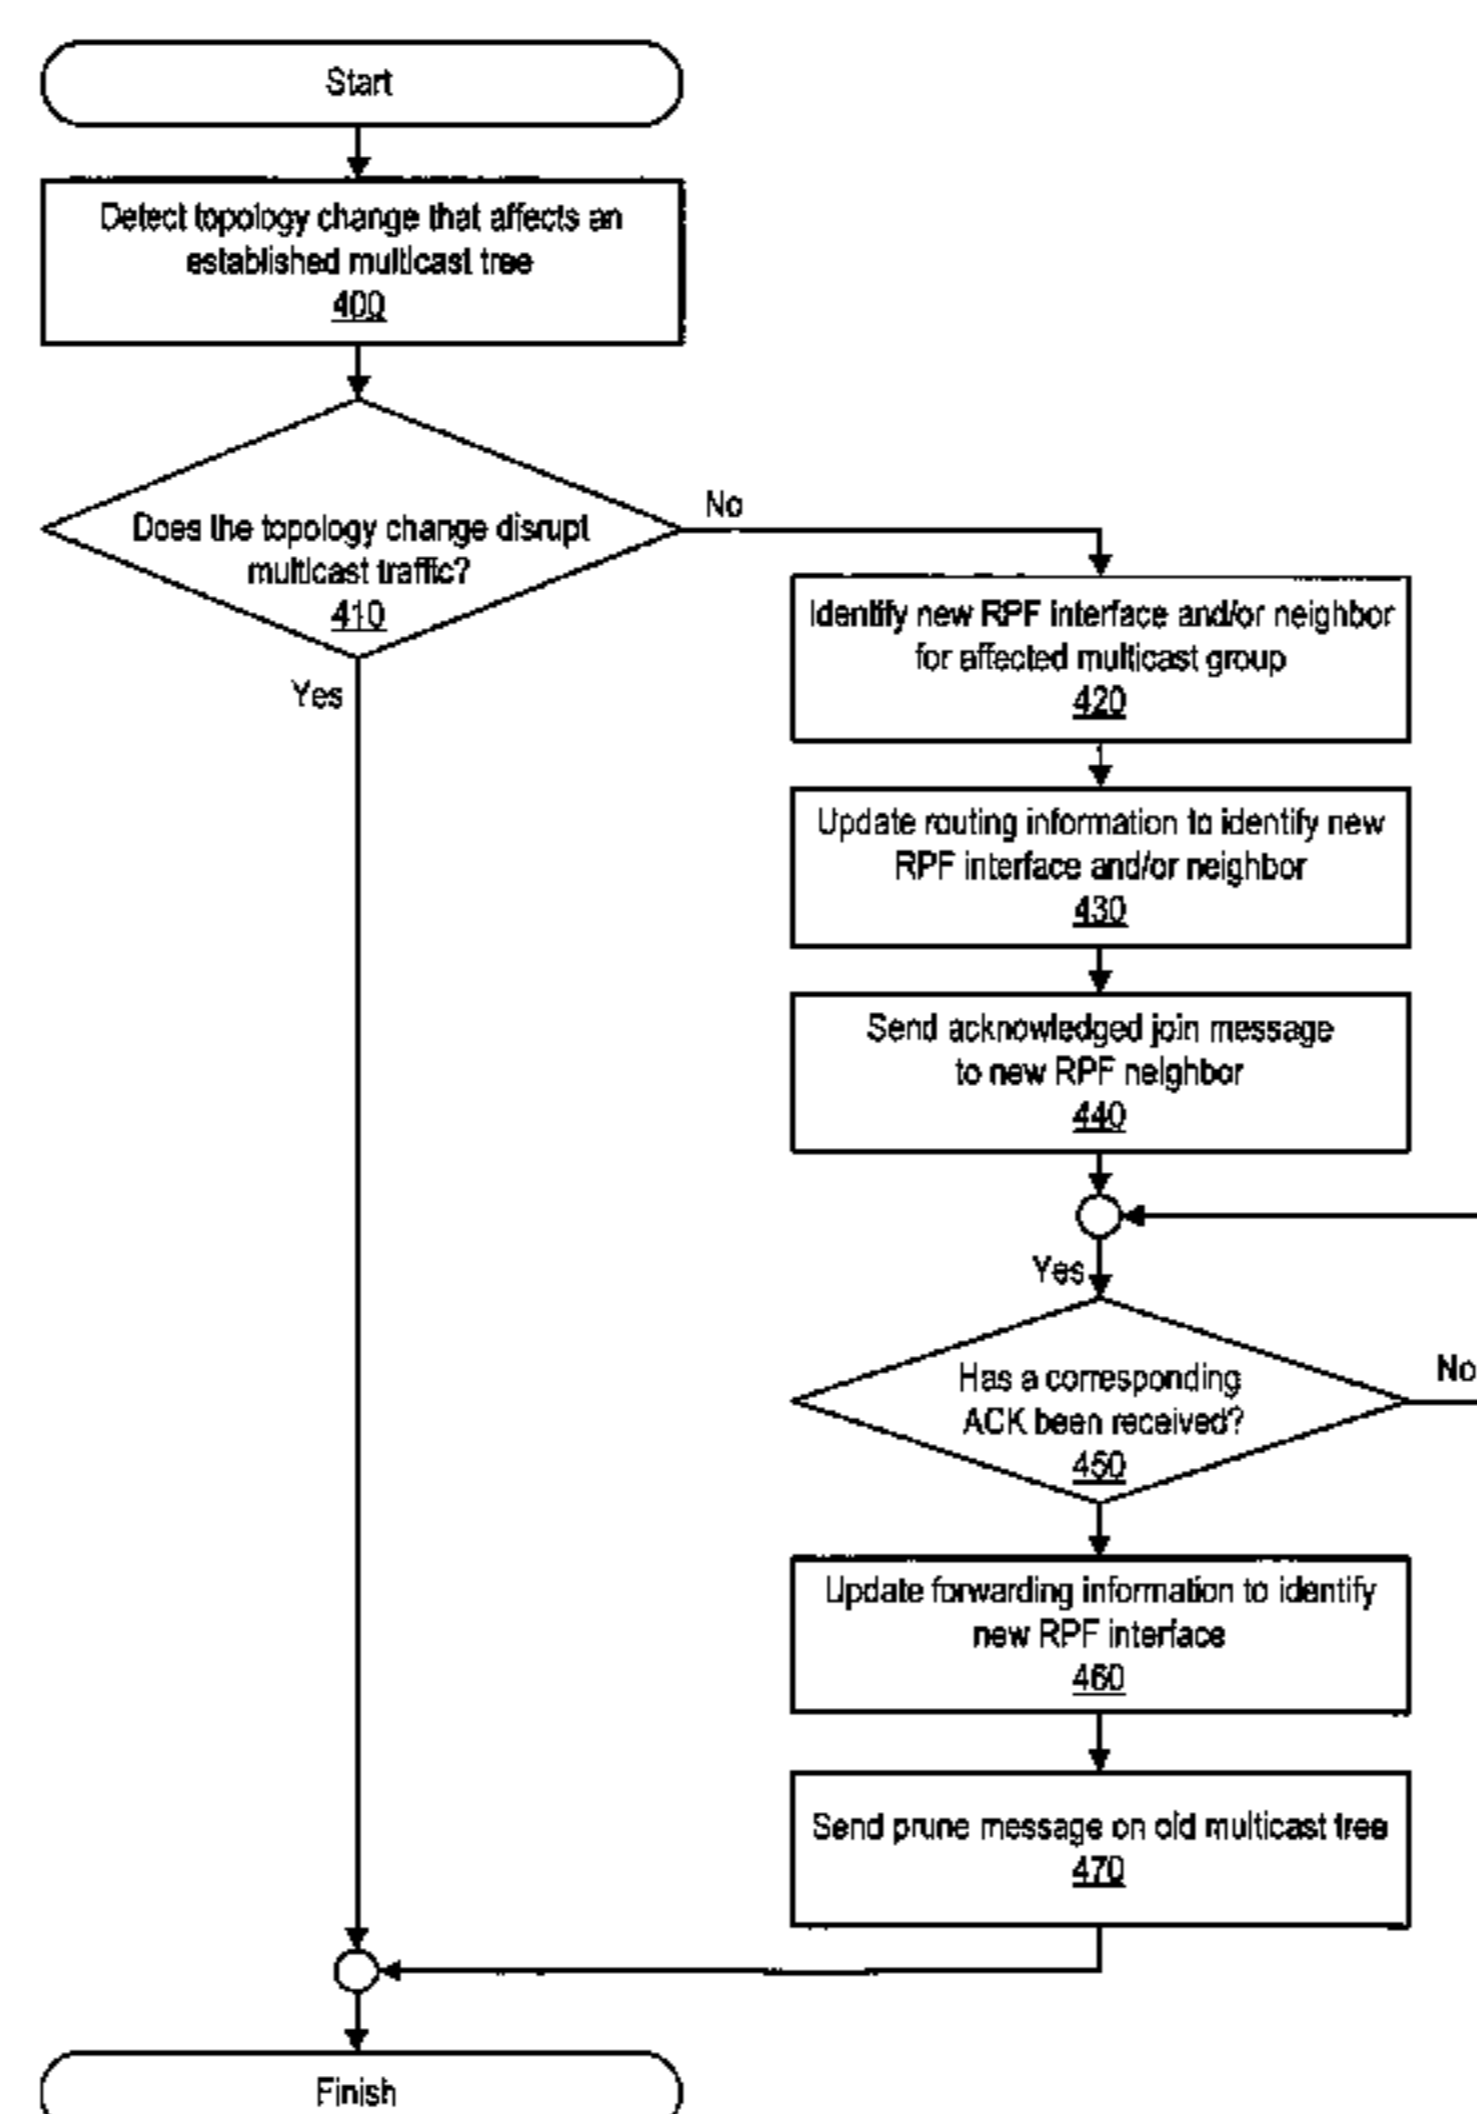 Start
Detect topology change that affects an
established multicast tree
400
Does the topology change disrupt
multicast traffic?
410
No
Yes
Identify new RPF interface and/or neighbor
for affected multicast group
420
Update routing information to identify new
RPF interface and/or neighbor
430
Send acknowledged join message
to new RPF neighbor
440
Yes
Has a corresponding
ACK been received?
450
No
Update forwarding information to identify
new RPF interface
460
Send prune message on old multicast tree
470
Finish